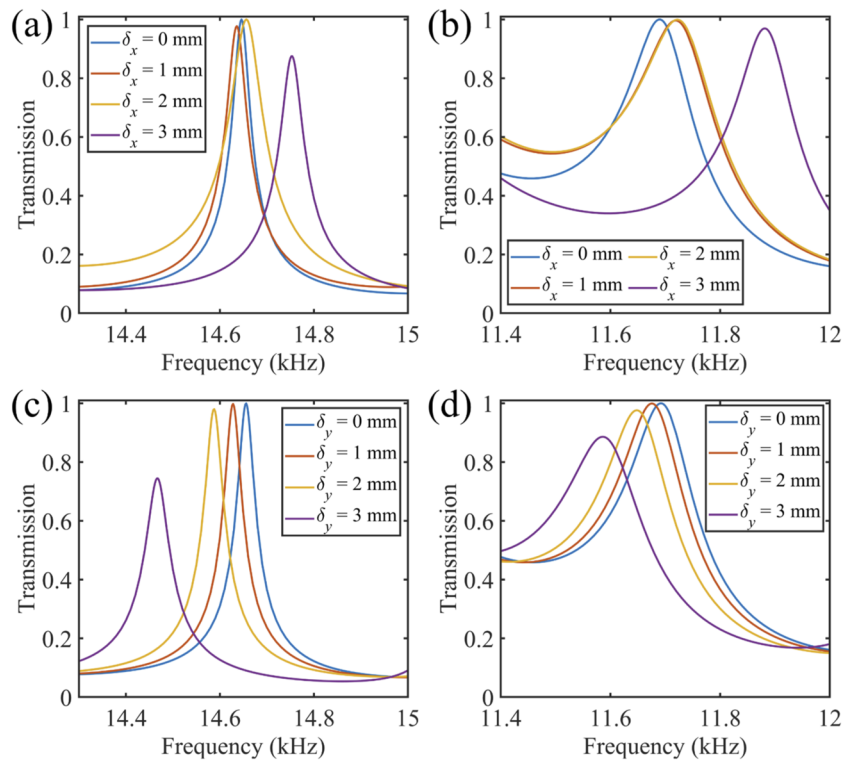 (a)
Transmission
1
0.8
0.6
0.4
0.2
0
δx = 0 mm
δx = 1 mm
δx = 2 mm
δx = 3 mm
14.4 14.6 14.8 15
Frequency (kHz)
(b)
Transmission
1
0.8
0.6
0.4
0.2
0
δx = 0 mm δx = 2 mm
δx = 1 mm δx = 3 mm
11.4 11.6 11.8 12
Frequency (kHz)
(c)
Transmission
1
0.8
0.6
0.4
0.2
0
δy = 0 mm
δy = 1 mm
δy = 2 mm
δy = 3 mm
14.4 14.6 14.8 15
Frequency (kHz)
(d)
Transmission
1
0.8
0.6
0.4
0.2
0
δy = 0 mm
δy = 1 mm
δy = 2 mm
δy = 3 mm
11.4 11.6 11.8 12
Frequency (kHz)